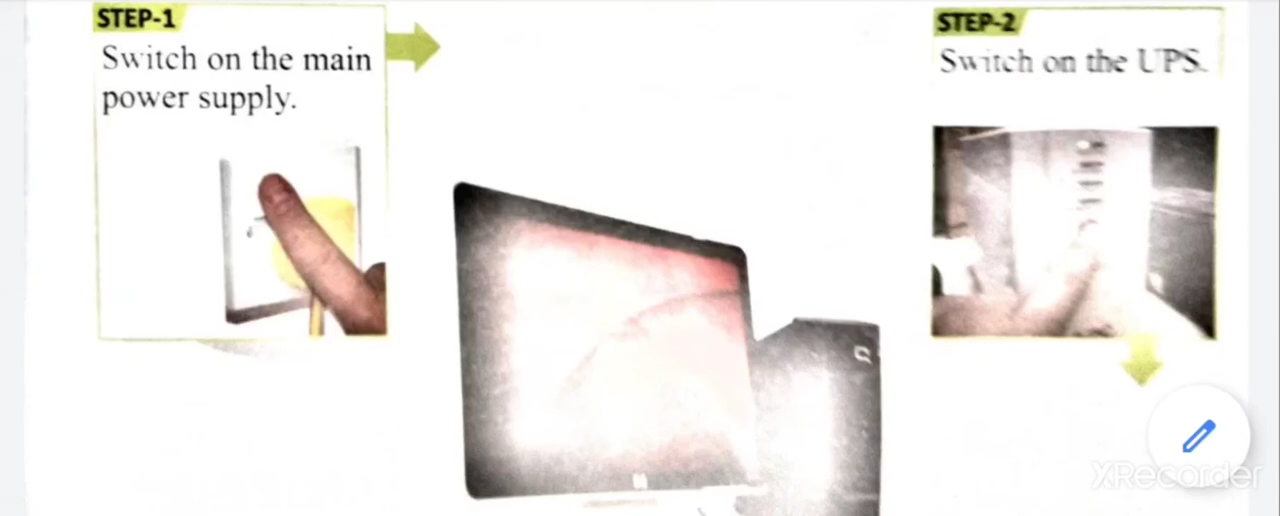 STEP-1
Switch on the main
power supply.
STEP-2
Switch on the UPS.
XRecorder